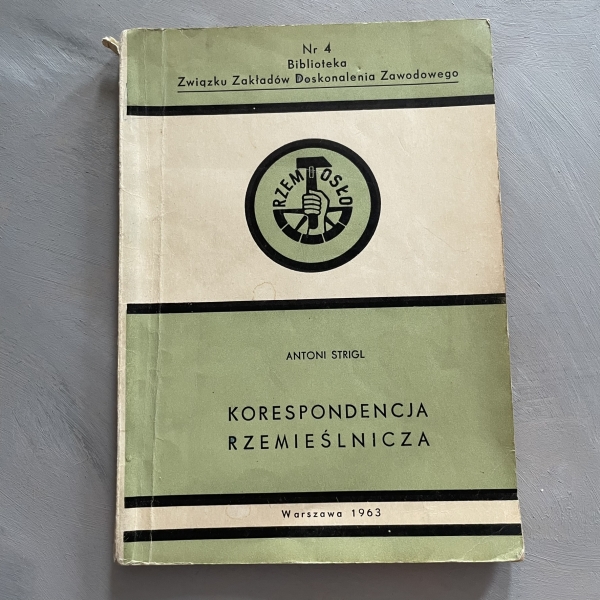 Nr 4
Biblioteka
Związku Zakładów Doskonalenia Zawodowego
RZEMIOSŁO
ANTONI STRIGL
KORESPONDENCJA
RZEMIEŚLNICZA
Warszawa 1963